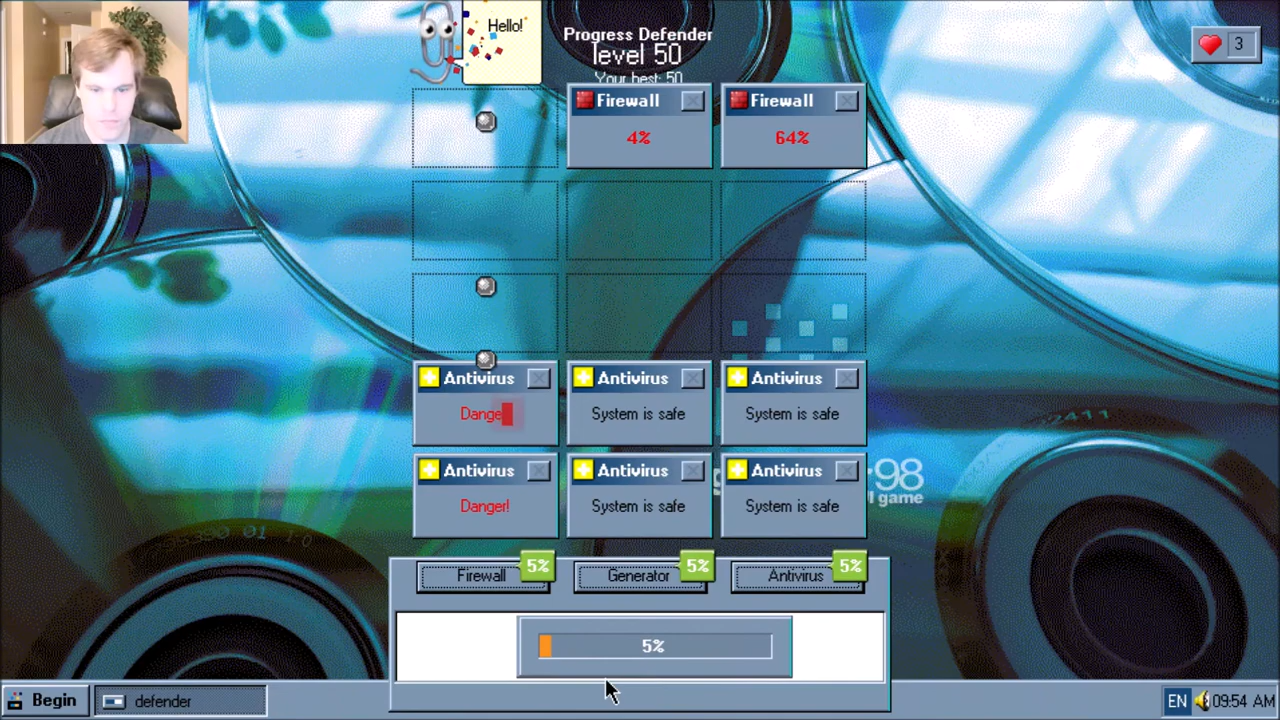 Hello!
Progress Defender
level 50
Your best: 50
3
Firewall
Firewall
4%
64%
Antivirus
Antivirus
Antivirus
Dange
System is safe
System is safe
Antivirus
Antivirus
Antivirus
Danger!
System is safe
System is safe
:98
Firewall
5%
Generator
5%
Antivirus
5%
5%
Begin
defender
EN
09:54 AM